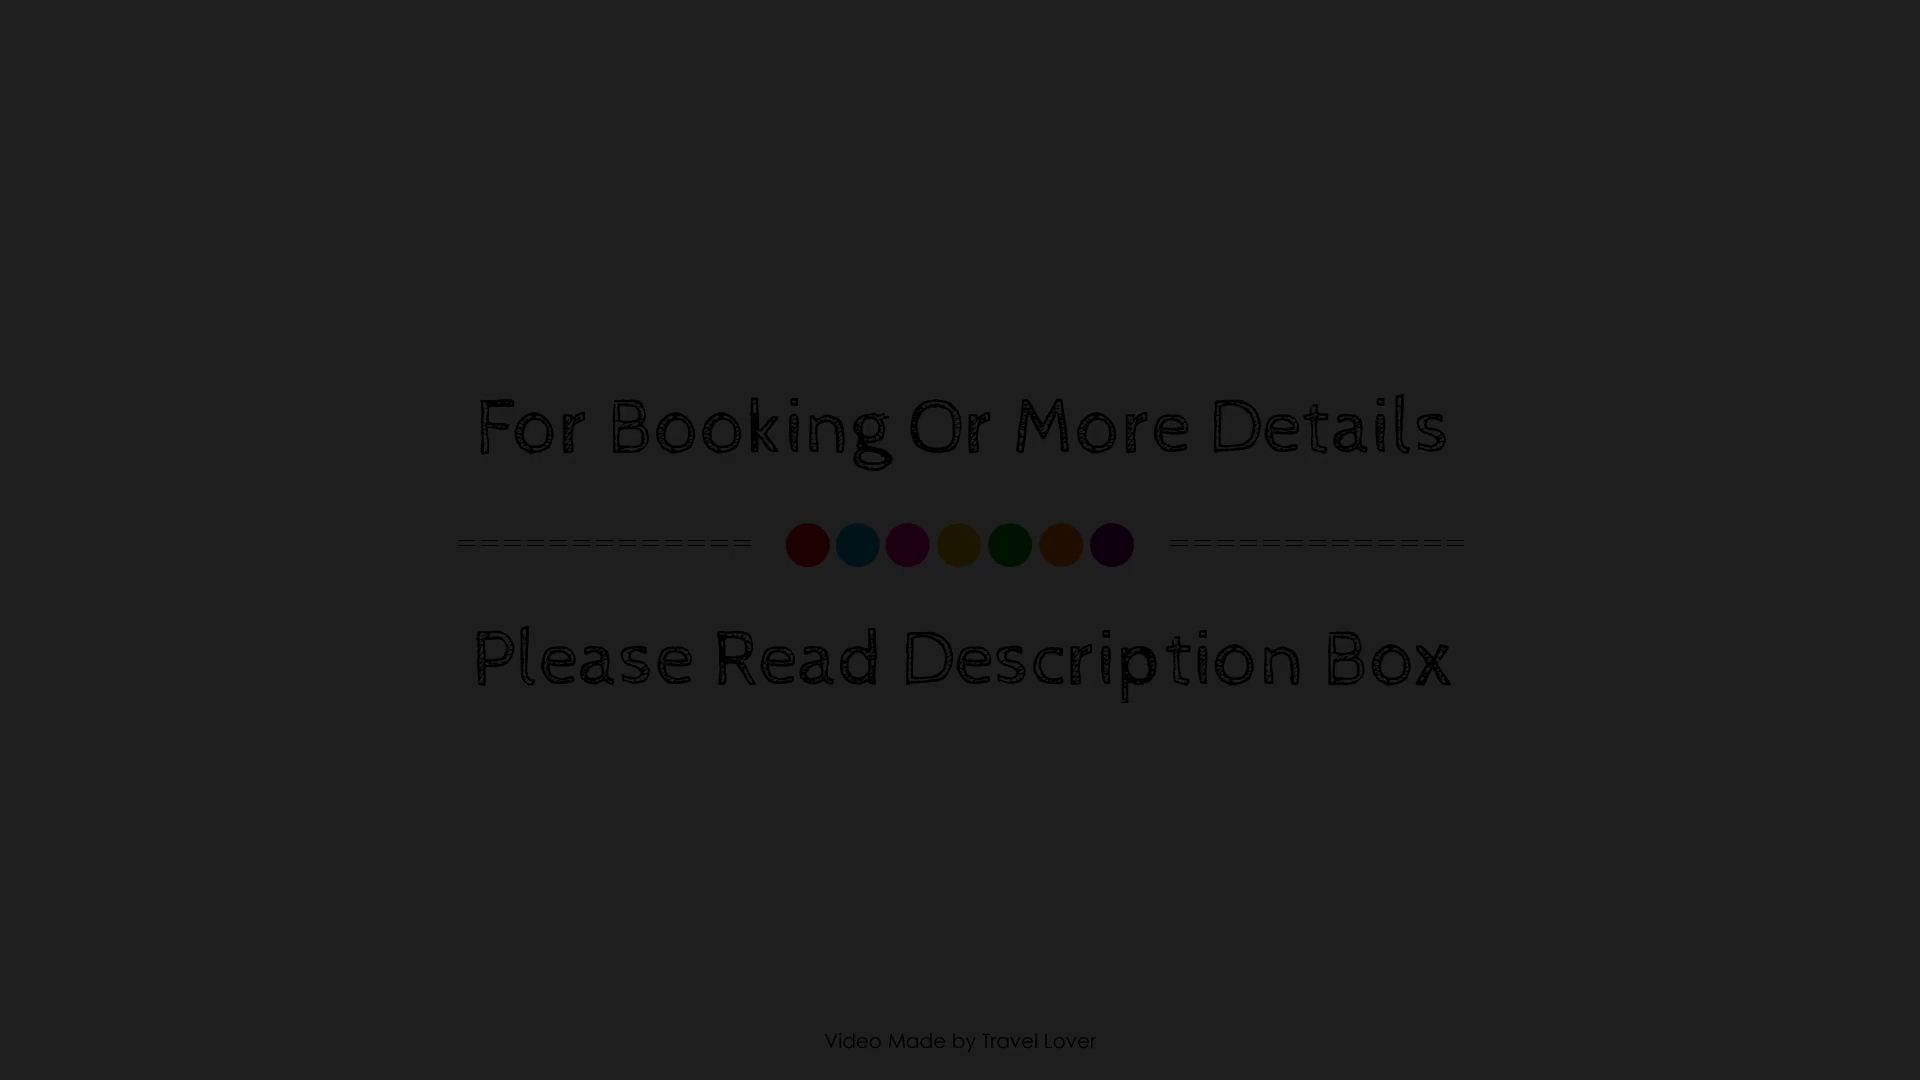 For Booking Or More Details
============= =============
Please Read Description Box
Video Made by Travel Lover